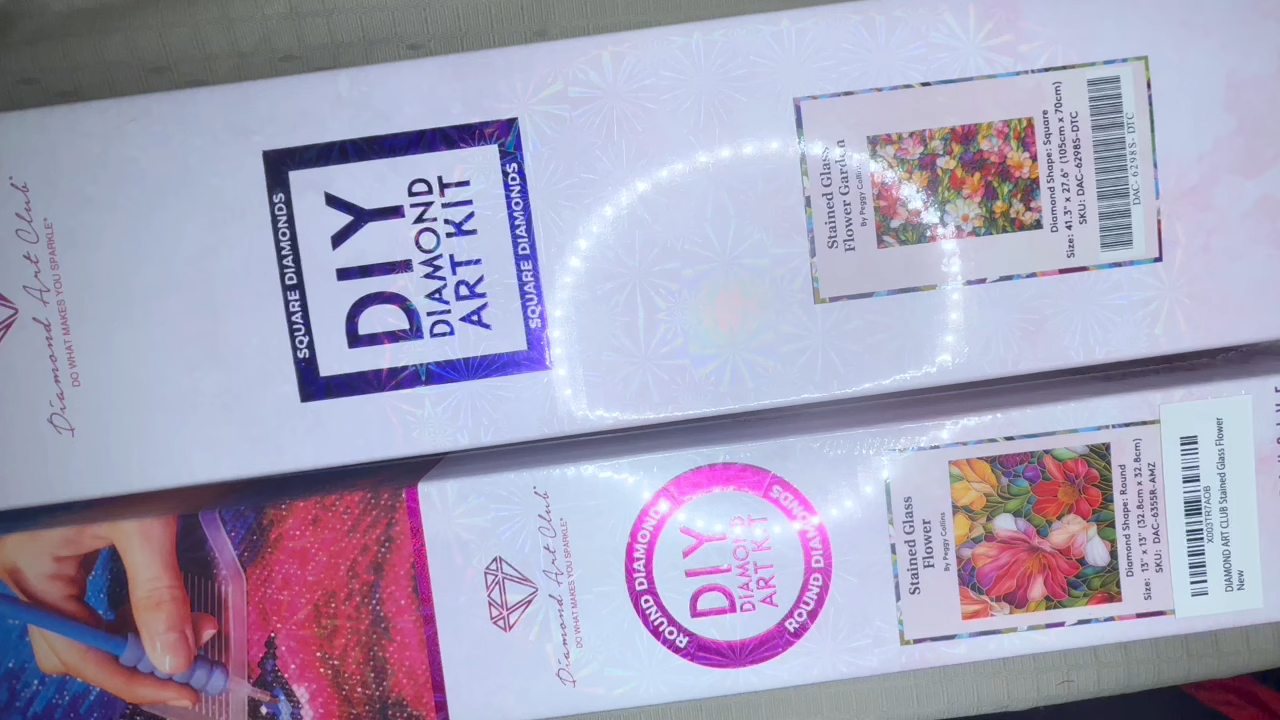 Diamond Art Club
DO WHAT MAKES YOU SPARKLE
SQUARE DIAMONDS
DIY
DIAMOND
ART KIT
SQUARE DIAMONDS
Stained Glass
Flower Garden
By Peggy Collins
Diamond Shape: Square
Size: 41.3" x 27.6" (105cm x 70cm)
SKU: DAC-6298S-DTC
DAC-6298S-DTC
Diamond Art Club
DO WHAT MAKES YOU SPARKLE
ROUND DIAMONDS
DIY
DIAMOND
ART KIT
ROUND DIAMONDS
Stained Glass
Flower
By Peggy Collins
Diamond Shape: Round
Size: 13" x 13" (32.8cm x 32.8cm)
SKU: DAC-6355R-AMZ
X003TR7AOB
DIAMOND ART CLUB Stained Glass Flower
New